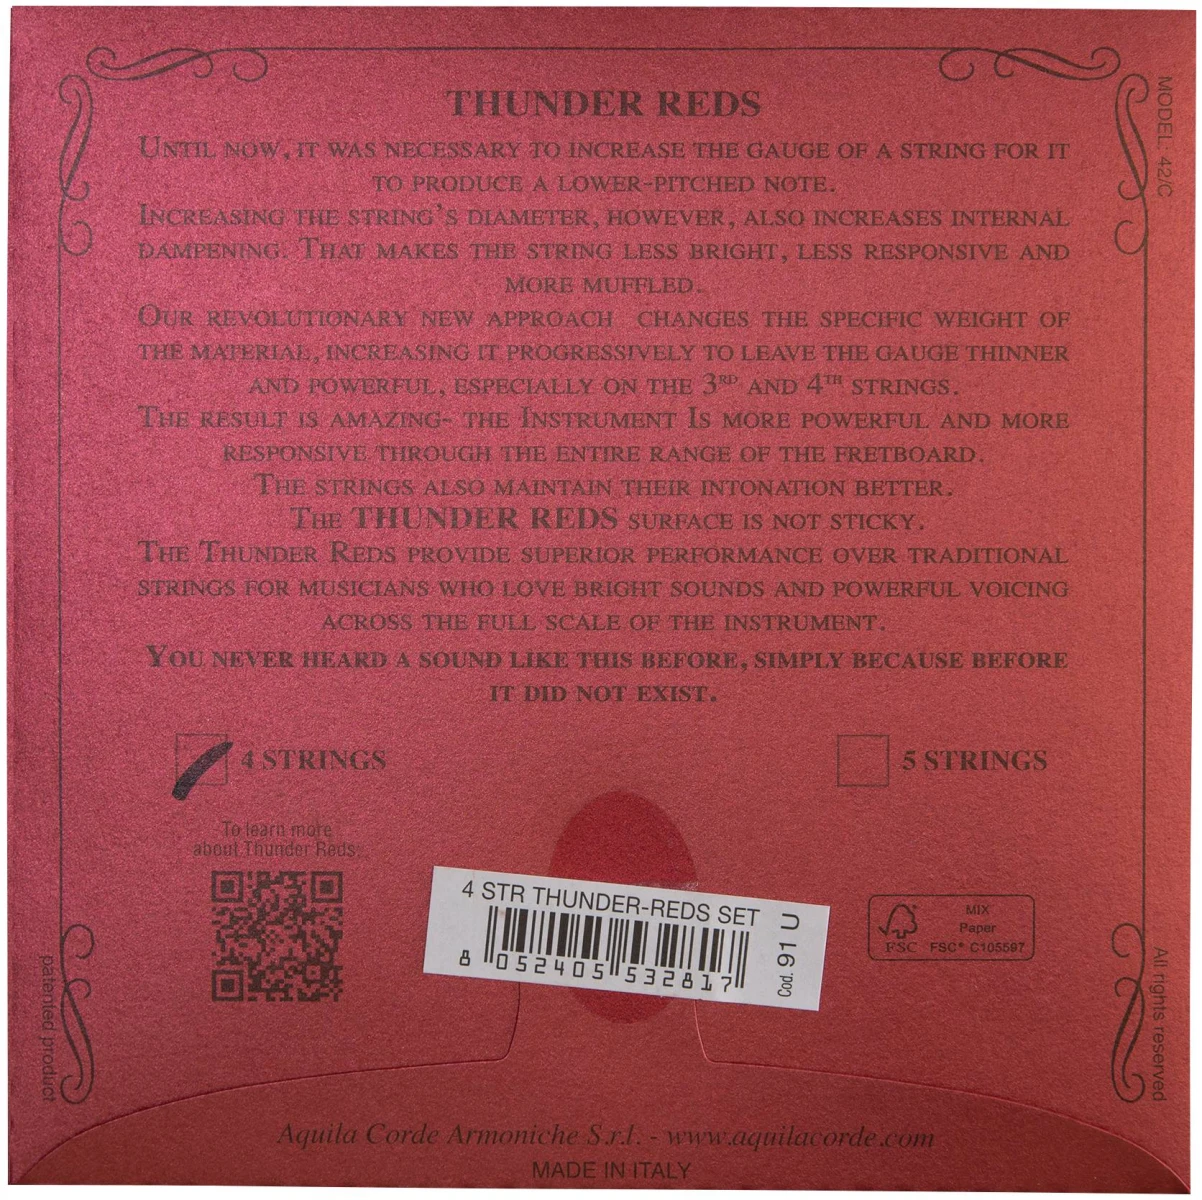 THUNDER REDS
MODEL: 42/C
UNTIL NOW, IT WAS NECESSARY TO INCREASE THE GAUGE OF A STRING FOR IT
TO PRODUCE A LOWER-PITCHED NOTE.
INCREASING THE STRING'S DIAMETER, HOWEVER, ALSO INCREASES INTERNAL
DAMPENING. THAT MAKES THE STRING LESS BRIGHT, LESS RESPONSIVE AND
MORE MUFFLED.
OUR REVOLUTIONARY NEW APPROACH CHANGES THE SPECIFIC WEIGHT OF
THE MATERIAL, INCREASING IT PROGRESSIVELY TO LEAVE THE GAUGE THINNER
AND POWERFUL, ESPECIALLY ON THE 3RD AND 4TH STRINGS.
THE RESULT IS AMAZING- THE INSTRUMENT IS MORE POWERFUL AND MORE
RESPONSIVE THROUGH THE ENTIRE RANGE OF THE FRETBOARD.
THE STRINGS ALSO MAINTAIN THEIR INTONATION BETTER.
THE THUNDER REDS SURFACE IS NOT STICKY.
THE THUNDER REDS PROVIDE SUPERIOR PERFORMANCE OVER TRADITIONAL
STRINGS FOR MUSICIANS WHO LOVE BRIGHT SOUNDS AND POWERFUL VOICING
ACROSS THE FULL SCALE OF THE INSTRUMENT.
YOU NEVER HEARD A SOUND LIKE THIS BEFORE, SIMPLY BECAUSE BEFORE
IT DID NOT EXIST.
4 STRINGS
5 STRINGS
To learn more
about Thunder Reds:
4 STR THUNDER-REDS SET
8 052405 532817
Cod. 91 U
FSC
MIX
Paper
FSC® C105597
patented product
All rights reserved
Aquila Corde Armoniche S.r.l. - www.aquilacorde.com
MADE IN ITALY